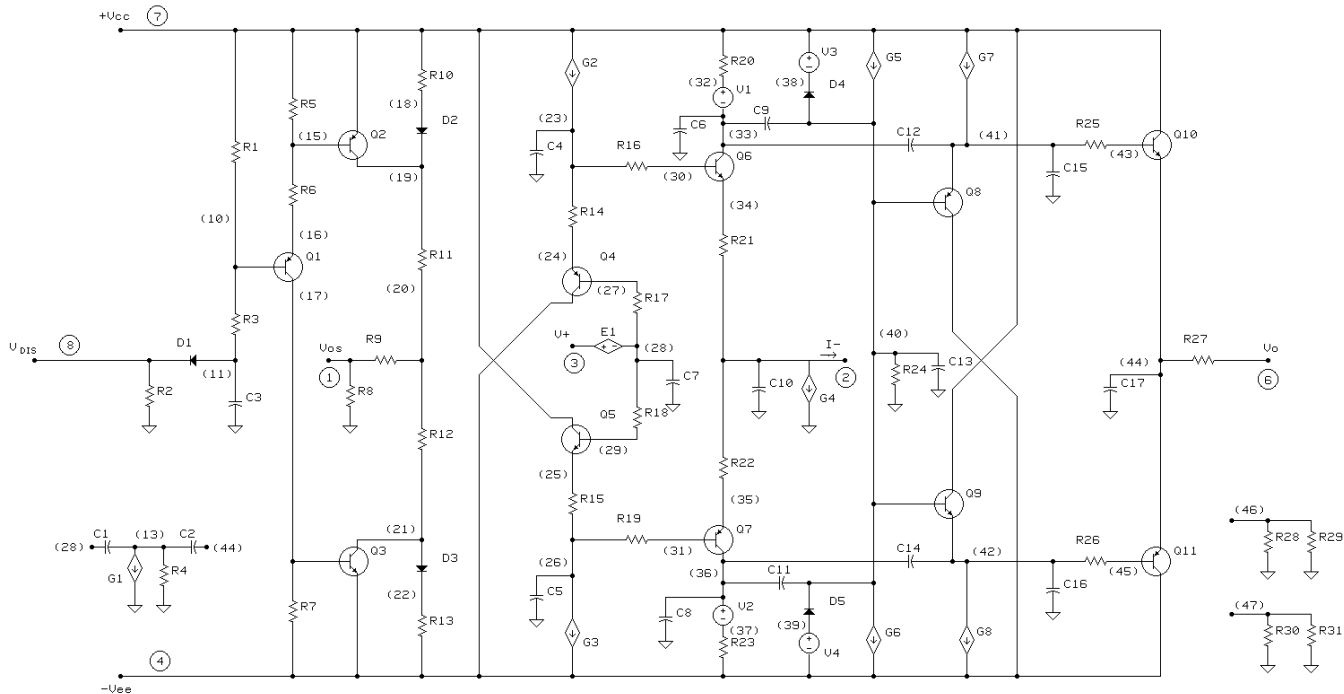 +Vcc 7
R20 (32) V1
V3 (38) D4
G2 G5 G7
R10 (18) D2
R5 (15) Q2 (19)
R1 R6 (10) (16) Q1 (17)
(23) C4 R16 (30) Q6
C6 (33) C9 C12 (41) R25 (43) Q10
C15
R14 (24) Q4 (27) R17
(34) R21
Q8
R11 (20)
R3
VDIS 8 D1 (11) R2 C3
Vos 1 R9 R8
V+ 3 E1 (28) C7
I- 2 C10 G4
(40) R24 C13
(44) C17 R27 Vo 6
R12
Q5 (29) R18 (25) R15
R22 (35) Q7
Q9
R19 (31) (26) C5
C1 (13) C2
(28) (44)
G1 R4
(21) Q3 D3 (22)
R7 R13
G3
(36) C11 C14 (42) R26 (45) Q11
C8 V2 (37) R23
D5 (39) V4
G6 G8 C16
(46) R28 R29
(47) R30 R31
4
-Vee